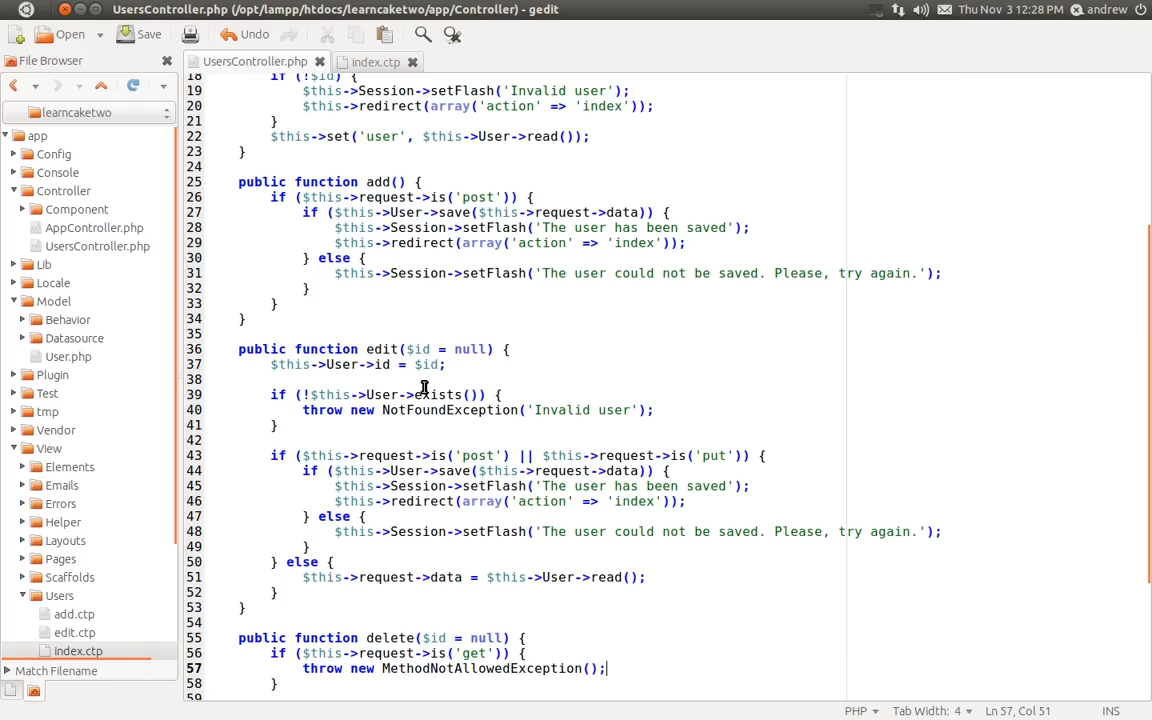 UsersController.php (/opt/lampp/htdocs/learncaketwo/app/Controller) - gedit
Thu Nov 3 12:28 PM andrew
Open Save Undo
File Browser
UsersController.php index.ctp
learncaketwo
app
Config
Console
Controller
Component
AppController.php
UsersController.php
Lib
Locale
Model
Behavior
Datasource
User.php
Plugin
Test
tmp
Vendor
View
Elements
Emails
Errors
Helper
Layouts
Pages
Scaffolds
Users
add.ctp
edit.ctp
index.ctp
Match Filename
18 if (!$id) {
19 $this->Session->setFlash('Invalid user');
20 $this->redirect(array('action' => 'index'));
21 }
22 $this->set('user', $this->User->read());
23 }
24
25 public function add() {
26 if ($this->request->is('post')) {
27 if ($this->User->save($this->request->data)) {
28 $this->Session->setFlash('The user has been saved');
29 $this->redirect(array('action' => 'index'));
30 } else {
31 $this->Session->setFlash('The user could not be saved. Please, try again.');
32 }
33 }
34 }
35
36 public function edit($id = null) {
37 $this->User->id = $id;
38
39 if (!$this->User->exists()) {
40 throw new NotFoundException('Invalid user');
41 }
42
43 if ($this->request->is('post') || $this->request->is('put')) {
44 if ($this->User->save($this->request->data)) {
45 $this->Session->setFlash('The user has been saved');
46 $this->redirect(array('action' => 'index'));
47 } else {
48 $this->Session->setFlash('The user could not be saved. Please, try again.');
49 }
50 } else {
51 $this->request->data = $this->User->read();
52 }
53 }
54
55 public function delete($id = null) {
56 if ($this->request->is('get')) {
57 throw new MethodNotAllowedException();
58 }
59
PHP Tab Width: 4 Ln 57, Col 51 INS